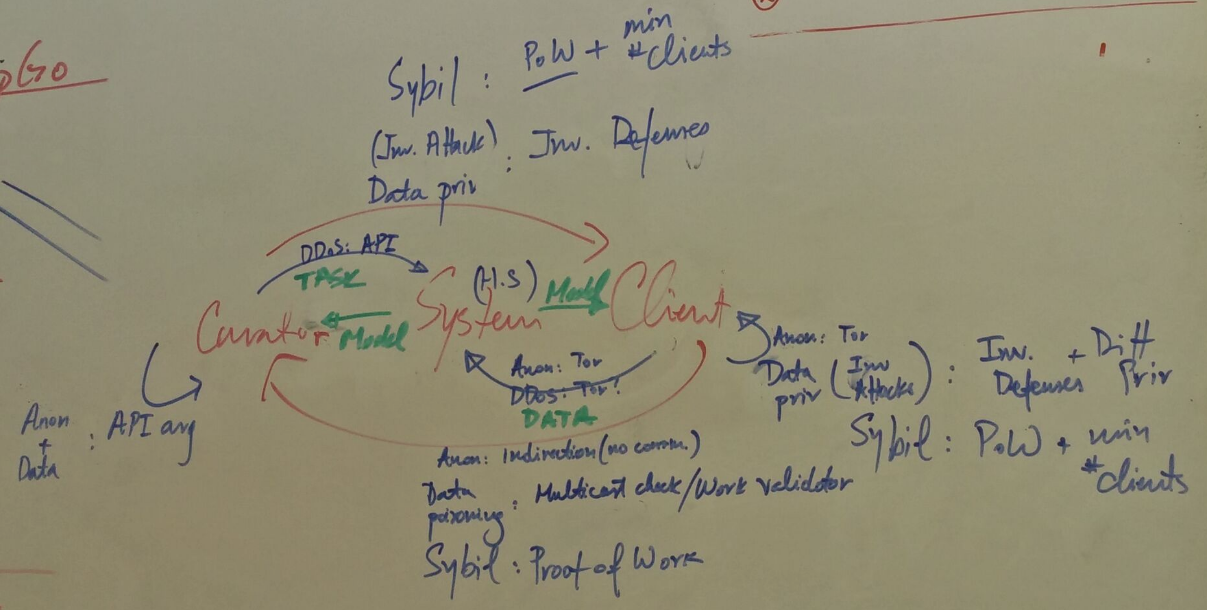 Sybil : PoW + min #clients
(Inv. Attack)
Data priv : Inv. Defenses
DDoS: API
TASK
Curator
Model
System
(H.S)
Model
Client
Anon: Tor
DDoS: Tor?
DATA
Anon: Tor
Data priv (Inv Attacks) : Inv. Defenses + Diff Priv
Sybil : PoW + min #clients
Anon + Data : API arg
Anon: Indirection (no comm.)
Data poisoning : Multicast check/Work validator
Sybil : Proof of Work